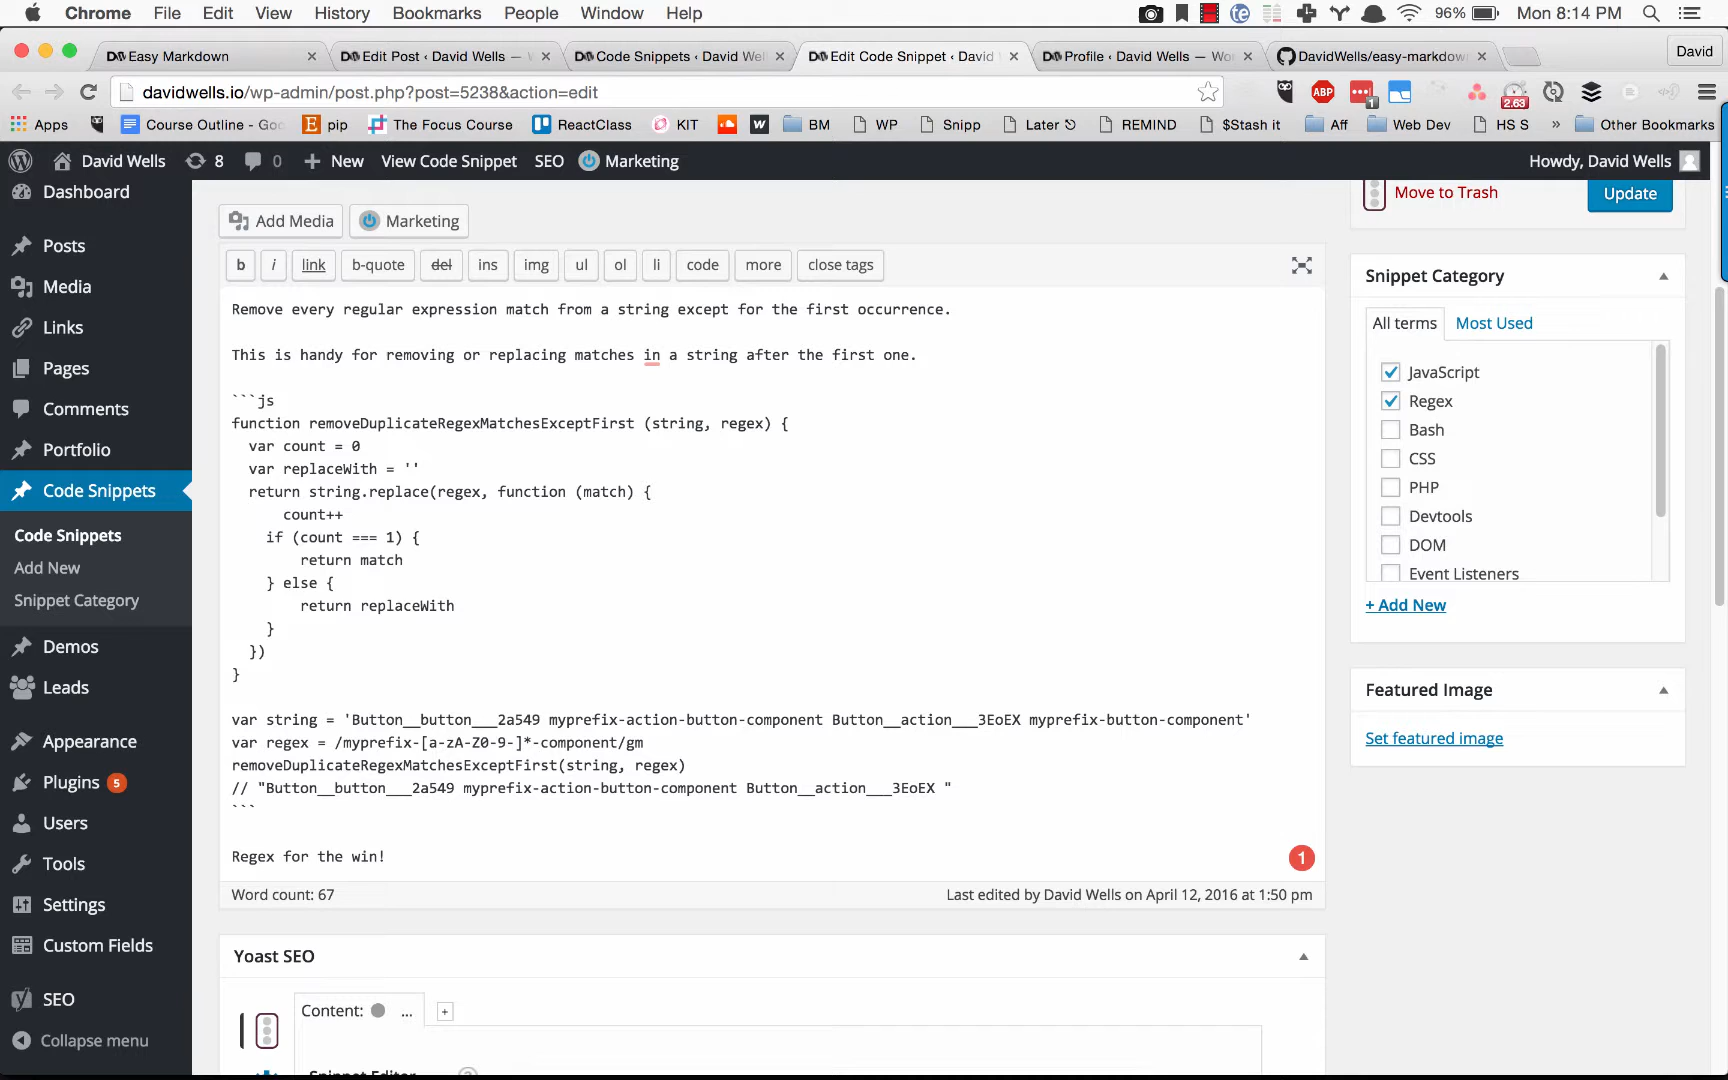 Chrome File Edit View History Bookmarks People Window Help 96% Mon 8:14 PM
Easy Markdown Edit Post ‹ David Wells — Code Snippets ‹ David Edit Code Snippet ‹ David Profile ‹ David Wells — DavidWells/easy-markdow David
davidwells.io/wp-admin/post.php?post=5238&action=edit ABP 1 2.63
Apps Course Outline - Goo pip The Focus Course ReactClass KIT W BM WP Snipp Later REMIND $Stash it Aff Web Dev HS S » Other Bookmarks
David Wells 8 0 New View Code Snippet SEO Marketing Howdy, David Wells
Dashboard
Posts
Media
Links
Pages
Comments
Portfolio
Code Snippets
Code Snippets
Add New
Snippet Category
Demos
Leads
Appearance
Plugins 5
Users
Tools
Settings
Custom Fields
SEO
Collapse menu
Add Media Marketing
b i link b-quote del ins img ul ol li code more close tags
Remove every regular expression match from a string except for the first occurrence.
This is handy for removing or replacing matches in a string after the first one.
```js
function removeDuplicateRegexMatchesExceptFirst (string, regex) {
var count = 0
var replaceWith = ''
return string.replace(regex, function (match) {
count++
if (count === 1) {
return match
} else {
return replaceWith
}
})
}
var string = 'Button__button___2a549 myprefix-action-button-component Button__action___3EoEX myprefix-button-component'
var regex = /myprefix-[a-zA-Z0-9-]*-component/gm
removeDuplicateRegexMatchesExceptFirst(string, regex)
// "Button__button___2a549 myprefix-action-button-component Button__action___3EoEX "
```
Regex for the win!
1
Word count: 67 Last edited by David Wells on April 12, 2016 at 1:50 pm
Yoast SEO
Content: ... +
Snippet Editor
Move to Trash Update
Snippet Category
All terms Most Used
JavaScript
Regex
Bash
CSS
PHP
Devtools
DOM
Event Listeners
+ Add New
Featured Image
Set featured image